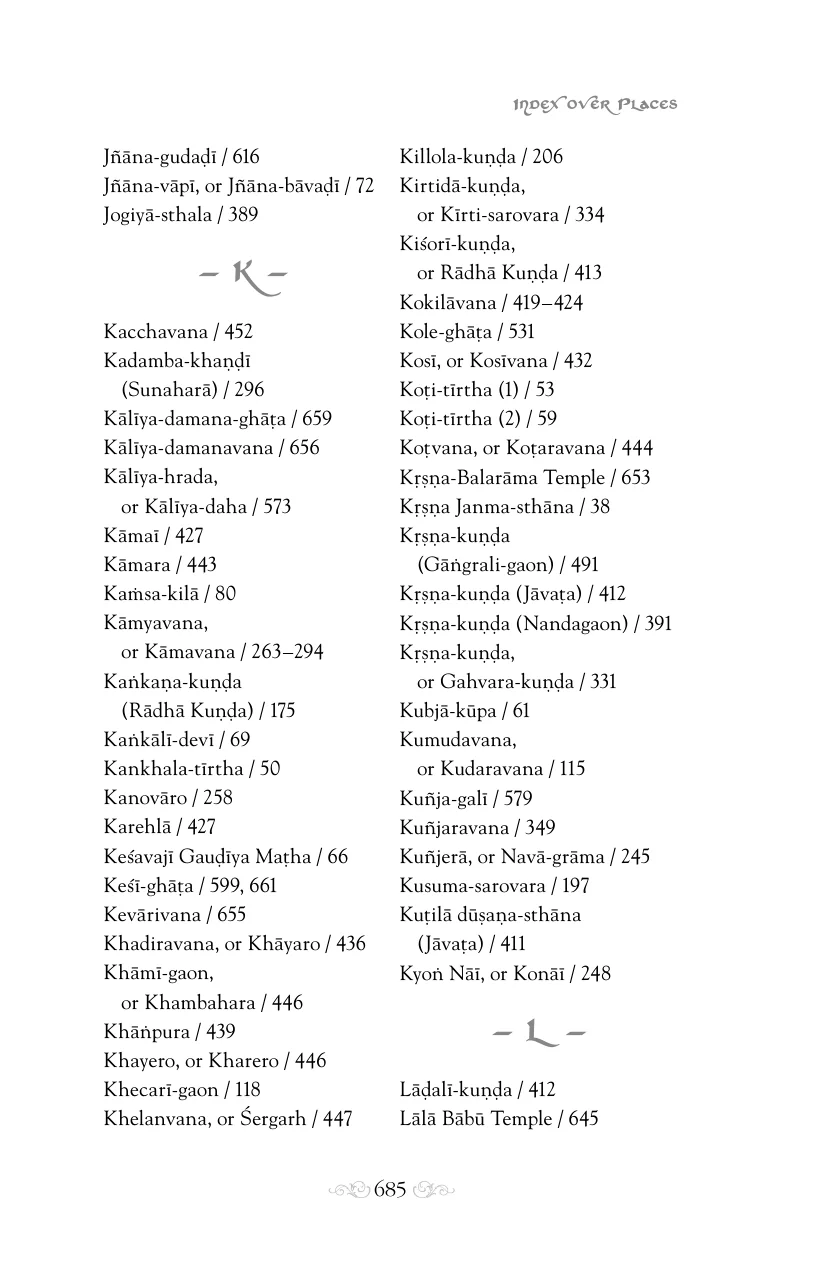 Index over Places
Jñāna-gudaḍī / 616
Jñāna-vāpī, or Jñāna-bāvaḍī / 72
Jogiyā-sthala / 389
– K –
Kacchavana / 452
Kadamba-khaṇḍī
(Sunaharā) / 296
Kālīya-damana-ghāṭa / 659
Kālīya-damanavana / 656
Kālīya-hrada,
or Kālīya-daha / 573
Kāmaī / 427
Kāmara / 443
Kaṁsa-kilā / 80
Kāmyavana,
or Kāmavana / 263–294
Kaṅkaṇa-kuṇḍa
(Rādhā Kuṇḍa) / 175
Kaṅkālī-devī / 69
Kankhala-tīrtha / 50
Kanovāro / 258
Karehlā / 427
Keśavajī Gauḍīya Maṭha / 66
Keśī-ghāṭa / 599, 661
Kevārivana / 655
Khadiravana, or Khāyaro / 436
Khāmī-gaon,
or Khambahara / 446
Khāṅpura / 439
Khayero, or Kharero / 446
Khecarī-gaon / 118
Khelanvana, or Śergarh / 447
Killola-kuṇḍa / 206
Kirtidā-kuṇḍa,
or Kīrti-sarovara / 334
Kiśorī-kuṇḍa,
or Rādhā Kuṇḍa / 413
Kokilāvana / 419–424
Kole-ghāṭa / 531
Kosī, or Kosīvana / 432
Koṭi-tīrtha (1) / 53
Koṭi-tīrtha (2) / 59
Koṭvana, or Koṭaravana / 444
Kṛṣṇa-Balarāma Temple / 653
Kṛṣṇa Janma-sthāna / 38
Kṛṣṇa-kuṇḍa
(Gāṅgrali-gaon) / 491
Kṛṣṇa-kuṇḍa (Jāvaṭa) / 412
Kṛṣṇa-kuṇḍa (Nandagaon) / 391
Kṛṣṇa-kuṇḍa,
or Gahvara-kuṇḍa / 331
Kubjā-kūpa / 61
Kumudavana,
or Kudaravana / 115
Kuñja-galī / 579
Kuñjaravana / 349
Kuñjerā, or Navā-grāma / 245
Kusuma-sarovara / 197
Kuṭilā dūṣaṇa-sthāna
(Jāvaṭa) / 411
Kyoṅ Nāī, or Konāī / 248
– L –
Lāḍalī-kuṇḍa / 412
Lālā Bābū Temple / 645
685